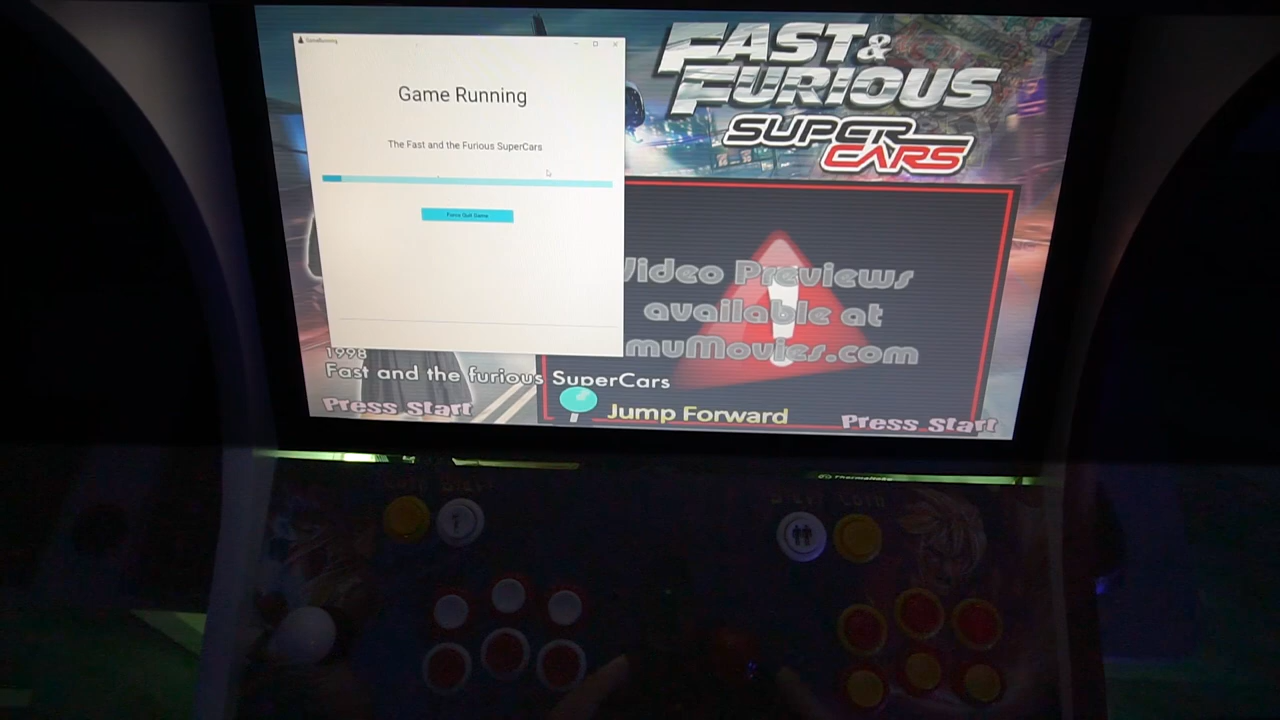 GameRunning
Game Running
The Fast and the Furious SuperCars
Force Quit Game
FAST &
FURIOUS
SUPER
CARS
Video Previews
available at
muMovies.com
1998
Fast and the furious SuperCars
Press Start
Jump Forward
Press Start